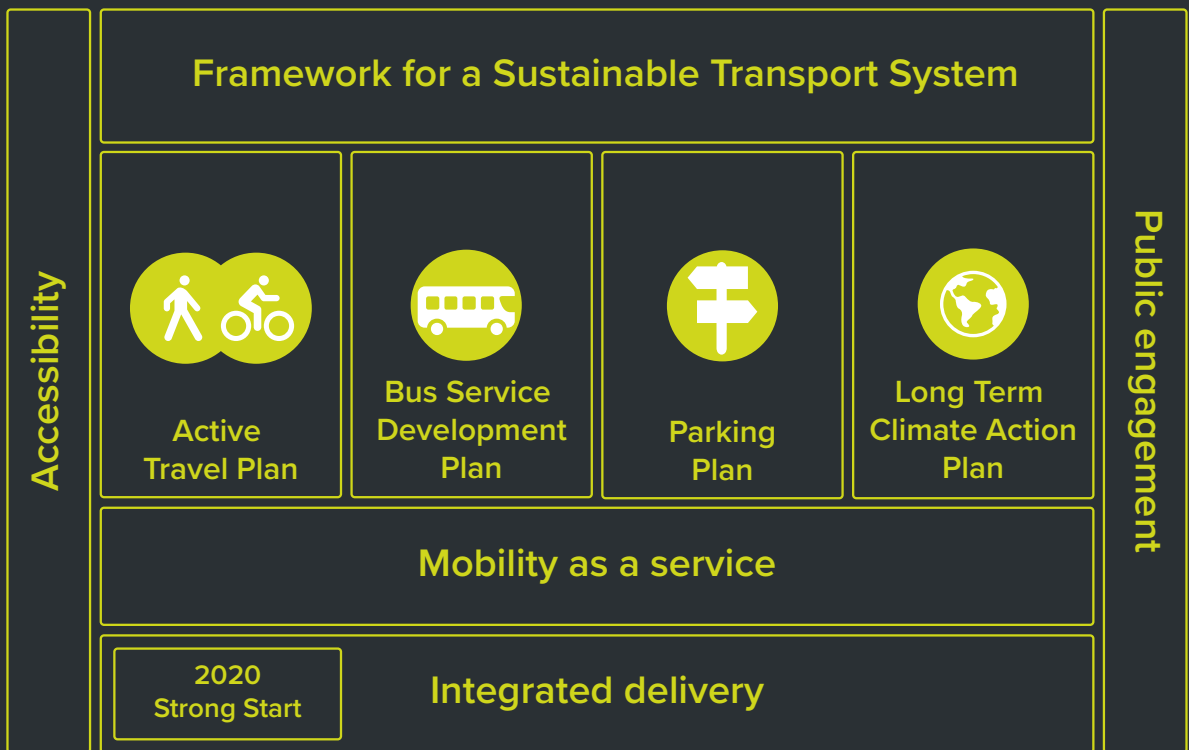 Accessibility
Framework for a Sustainable Transport System
Active
Travel Plan
Bus Service
Development
Plan
Parking
Plan
Long Term
Climate Action
Plan
Mobility as a service
2020
Strong Start
Integrated delivery
Public engagement